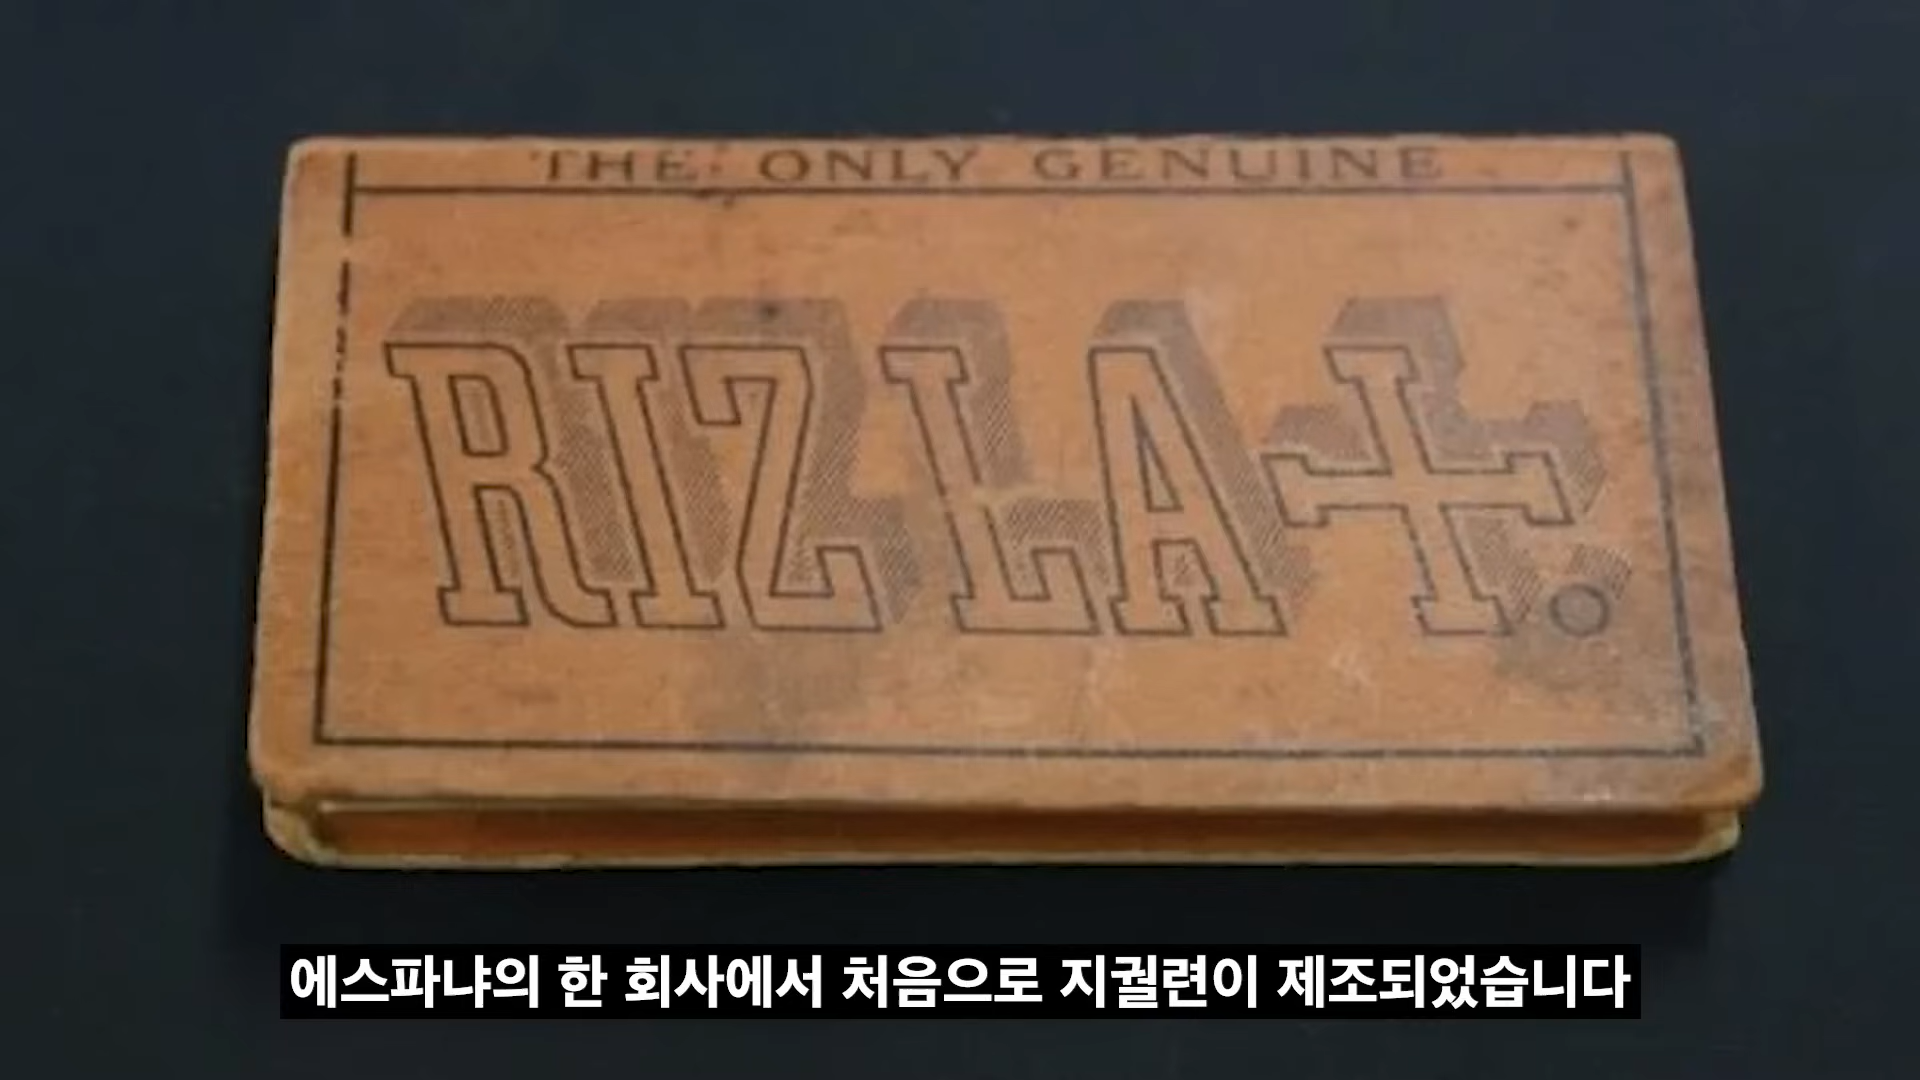 THE ONLY GENUINE
RIZ LA+.
에스파냐의 한 회사에서 처음으로 지궐련이 제조되었습니다